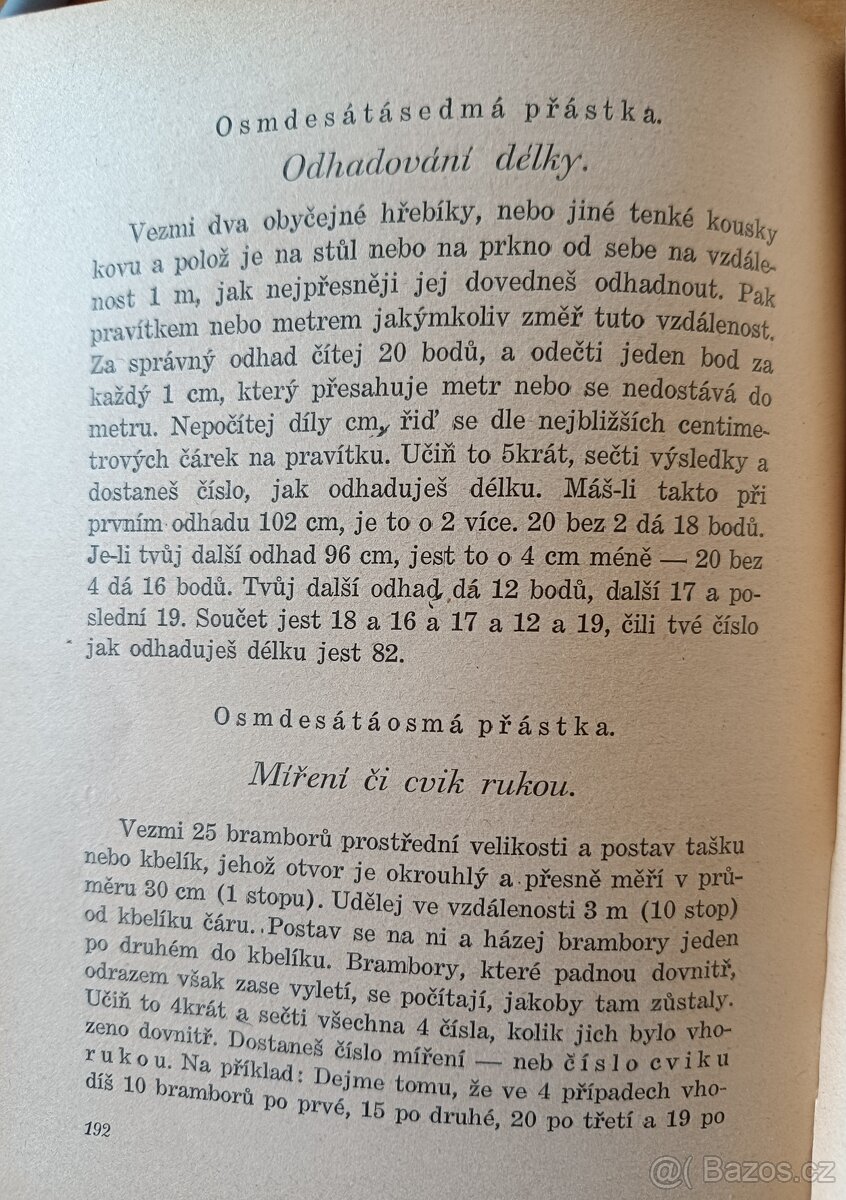 Osmdesátásedmá přástka.
Odhadování délky.
Vezmi dva obyčejné hřebíky, nebo jiné tenké kousky
kovu a polož je na stůl nebo na prkno od sebe na vzdále-
nost 1 m, jak nejpřesněji jej dovedneš odhadnout. Pak
pravítkem nebo metrem jakýmkoliv změř tuto vzdálenost.
Za správný odhad čítej 20 bodů, a odečti jeden bod za
každý 1 cm, který přesahuje metr nebo se nedostává do
metru. Nepočítej díly cm, řiď se dle nejbližších centime-
trových čárek na pravítku. Učiň to 5krát, sečti výsledky a
dostaneš číslo, jak odhaduješ délku. Máš-li takto při
prvním odhadu 102 cm, je to o 2 více. 20 bez 2 dá 18 bodů.
Je-li tvůj další odhad 96 cm, jest to o 4 cm méně — 20 bez
4 dá 16 bodů. Tvůj další odhad dá 12 bodů, další 17 a po-
slední 19. Součet jest 18 a 16 a 17 a 12 a 19, čili tvé číslo
jak odhaduješ délku jest 82.
Osmdesátáosmá přástka.
Míření či cvik rukou.
Vezmi 25 bramborů prostřední velikosti a postav tašku
nebo kbelík, jehož otvor je okrouhlý a přesně měří v prů-
měru 30 cm (1 stopu). Udělej ve vzdálenosti 3 m (10 stop)
od kbelíku čáru. Postav se na ni a házej brambory jeden
po druhém do kbelíku. Brambory, které padnou dovnitř,
odrazem však zase vyletí, se počítají, jakoby tam zůstaly.
Učiň to 4krát a sečti všechna 4 čísla, kolik jich bylo vho-
zeno dovnitř. Dostaneš číslo míření — neb číslo cviku
rukou. Na příklad: Dejme tomu, že ve 4 případech vho-
díš 10 bramborů po prvé, 15 po druhé, 20 po třetí a 19 po
192
@( Bazos.cz